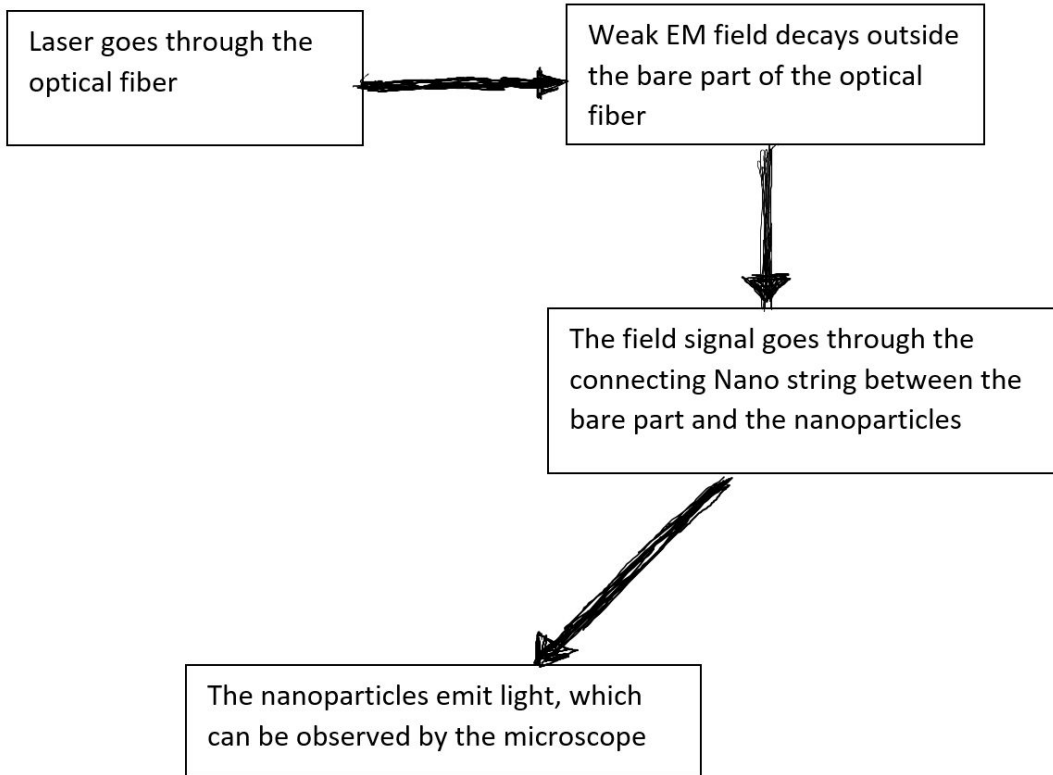 Laser goes through the
optical fiber
Weak EM field decays outside
the bare part of the optical
fiber
The field signal goes through the
connecting Nano string between the
bare part and the nanoparticles
The nanoparticles emit light, which
can be observed by the microscope